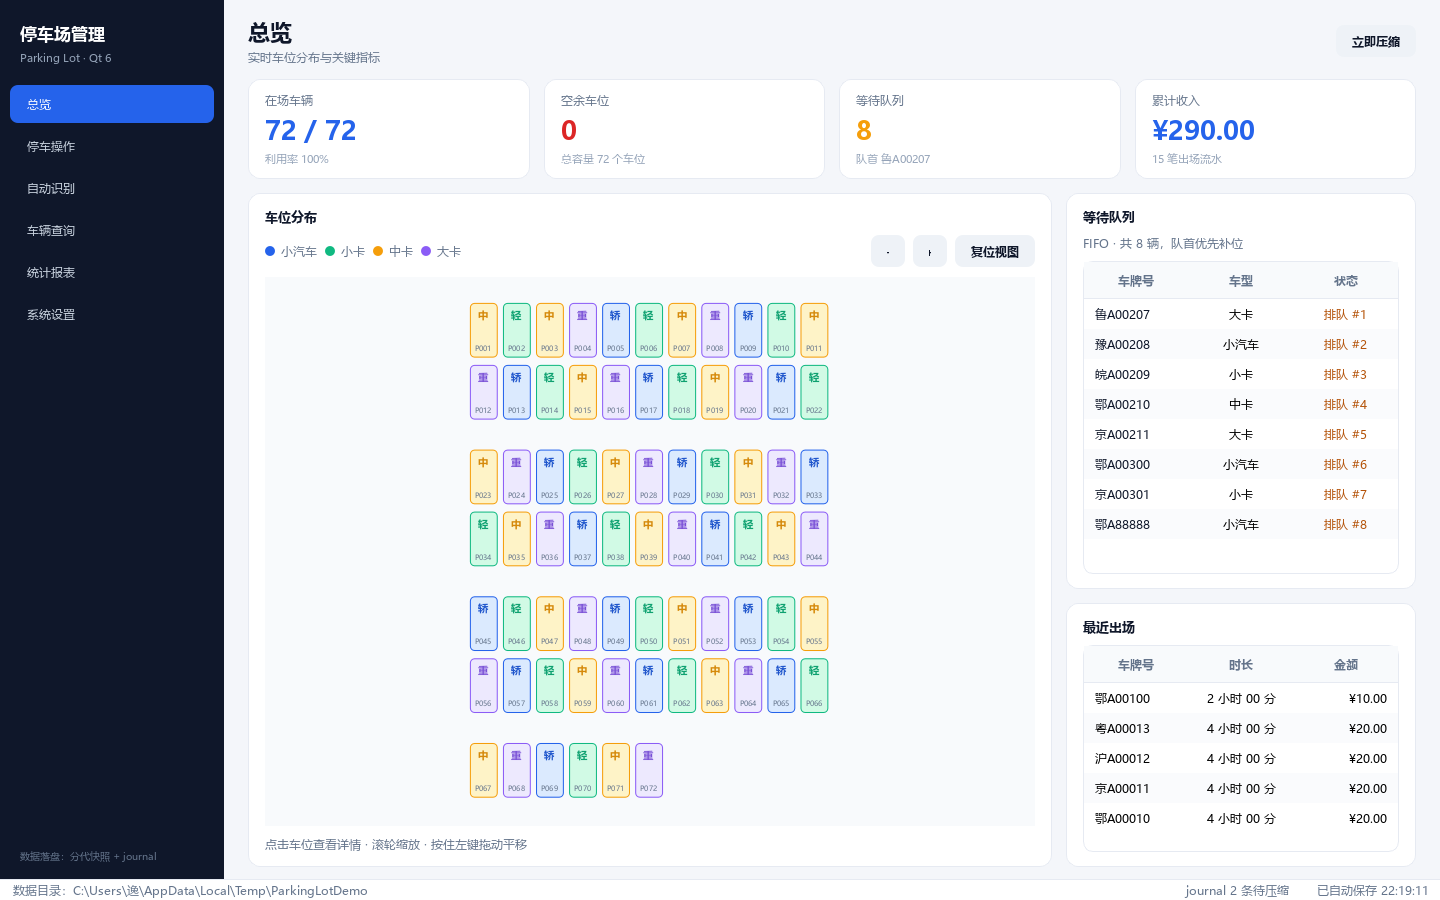 停车场管理
Parking Lot · Qt 6
总览
停车操作
自动识别
车辆查询
统计报表
系统设置
数据落盘：分代快照 + journal
总览
实时车位分布与关键指标
立即压缩
在场车辆
72 / 72
利用率 100%
空余车位
0
总容量 72 个车位
等待队列
8
队首 鲁A00207
累计收入
¥290.00
15 笔出场流水
车位分布
小汽车 小卡 中卡 大卡
- + 复位视图
中 轻 中 重 轿 轻 中 重 轿 轻 中
P001 P002 P003 P004 P005 P006 P007 P008 P009 P010 P011
重 轿 轻 中 重 轿 轻 中 重 轿 轻
P012 P013 P014 P015 P016 P017 P018 P019 P020 P021 P022
中 重 轿 轻 中 重 轿 轻 中 重 轿
P023 P024 P025 P026 P027 P028 P029 P030 P031 P032 P033
轻 中 重 轿 轻 中 重 轿 轻 中 重
P034 P035 P036 P037 P038 P039 P040 P041 P042 P043 P044
轿 轻 中 重 轿 轻 中 重 轿 轻 中
P045 P046 P047 P048 P049 P050 P051 P052 P053 P054 P055
重 轿 轻 中 重 轿 轻 中 重 轿 轻
P056 P057 P058 P059 P060 P061 P062 P063 P064 P065 P066
中 重 轿 轻 中 重
P067 P068 P069 P070 P071 P072
点击车位查看详情 · 滚轮缩放 · 按住左键拖动平移
等待队列
FIFO · 共 8 辆，队首优先补位
车牌号 车型 状态
鲁A00207 大卡 排队 #1
豫A00208 小汽车 排队 #2
皖A00209 小卡 排队 #3
鄂A00210 中卡 排队 #4
京A00211 大卡 排队 #5
鄂A00300 小汽车 排队 #6
京A00301 小卡 排队 #7
鄂A88888 小汽车 排队 #8
最近出场
车牌号 时长 金额
鄂A00100 2 小时 00 分 ¥10.00
粤A00013 4 小时 00 分 ¥20.00
沪A00012 4 小时 00 分 ¥20.00
京A00011 4 小时 00 分 ¥20.00
鄂A00010 4 小时 00 分 ¥20.00
数据目录：C:\Users\逸\AppData\Local\Temp\ParkingLotDemo
journal 2 条待压缩 已自动保存 22:19:11